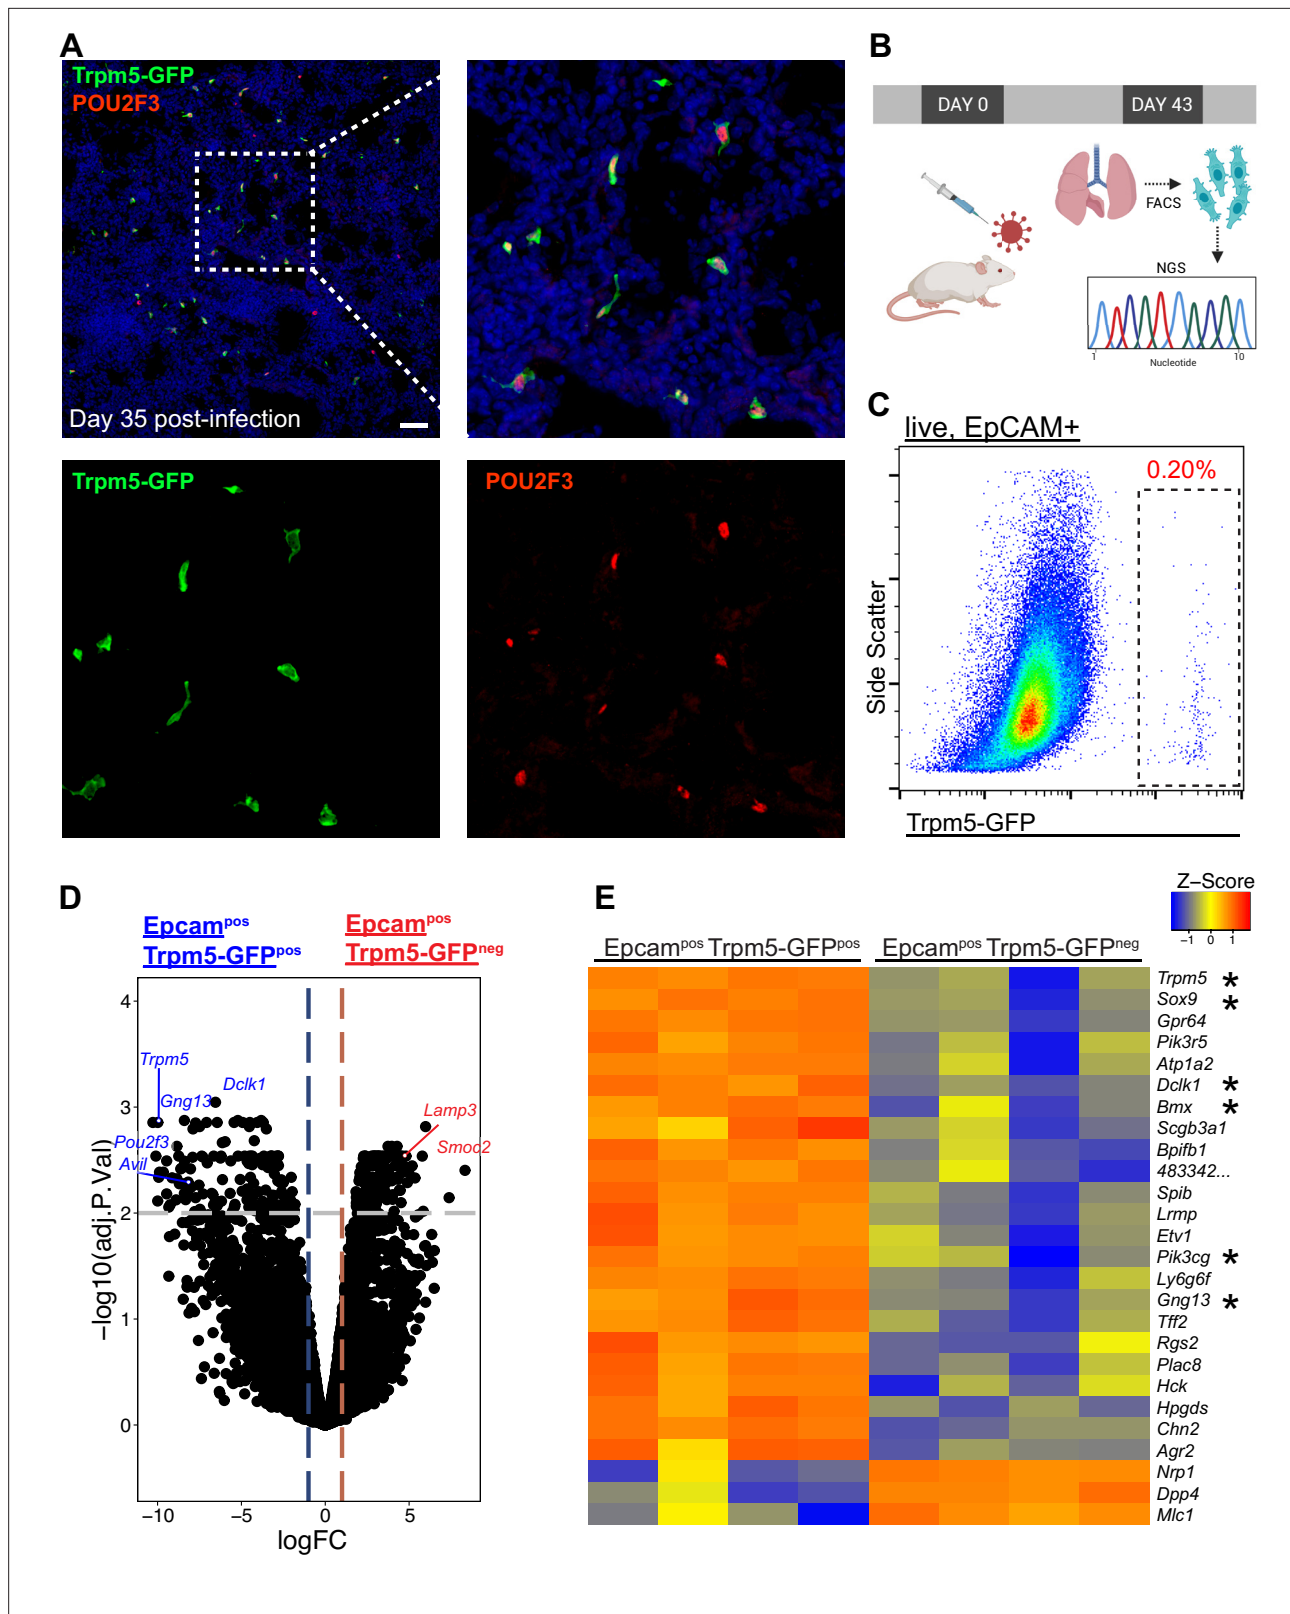 A
Trpm5-GFP
POU2F3
Day 35 post-infection
Trpm5-GFP
POU2F3
B
DAY 0
DAY 43
FACS
NGS
1
10
Nucleotide
C
live, EpCAM+
0.20%
Side Scatter
Trpm5-GFP
D
Epcampos
Trpm5-GFPpos
Epcampos
Trpm5-GFPneg
4
3
2
1
0
−log10(adj.P.Val)
Trpm5
Dclk1
Gng13
Pou2f3
Avil
Lamp3
Smoc2
−10
−5
0
5
logFC
E
Z−Score
−1 0 1
Epcampos Trpm5-GFPpos
Epcampos Trpm5-GFPneg
Trpm5 *
Sox9 *
Gpr64
Pik3r5
Atp1a2
Dclk1 *
Bmx *
Scgb3a1
Bpifb1
483342...
Spib
Lrmp
Etv1
Pik3cg *
Ly6g6f
Gng13 *
Tff2
Rgs2
Plac8
Hck
Hpgds
Chn2
Agr2
Nrp1
Dpp4
Mlc1